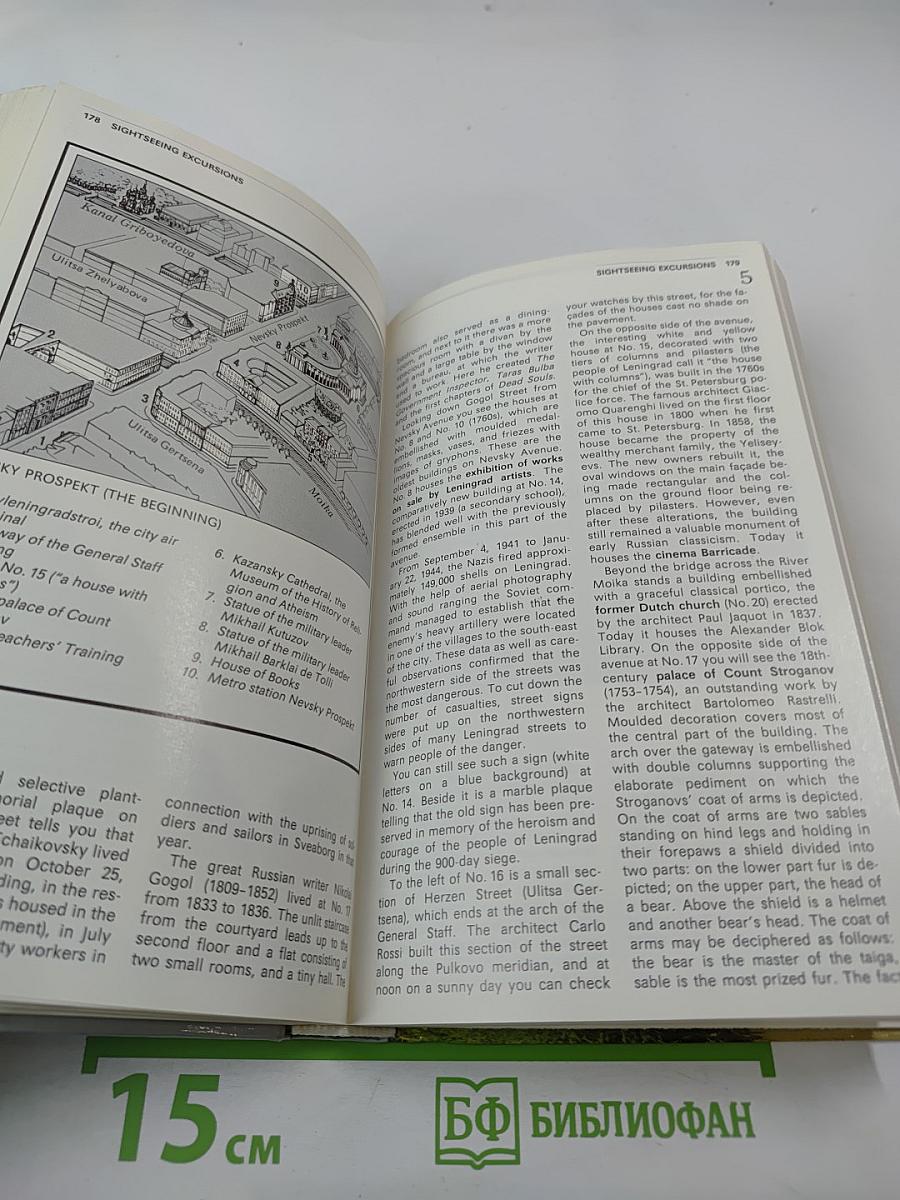 178 SIGHTSEEING EXCURSIONS
Kanal Griboyedova
Ulitsa Zhelyabova
9
10
Nevsky Prospekt
7
8
2
4
3
Ulitsa Gertsena
1
Moika
PROSPEKT (THE BEGINNING)
the city air
way of the General Staff
No. 15 ("a house with
palace of Count
Training
6. Kazansky Cathedral, the
Museum of the History of Reli-
gion and Atheism
7. Statue of the military leader
Mikhail Kutuzov
8. Statue of the military leader
Mikhail Barklai de Tolli
9. House of Books
10. Metro station Nevsky Prospekt
selective plant-
plaque on
tells you that
Tchaikovsky lived
on October 25,
in the res-
housed in the
in July
workers in
connection with the uprising of sol-
diers and sailors in Sveaborg in that
year.
The great Russian writer Nikolai
Gogol (1809–1852) lived at No. 17
from 1833 to 1836. The unlit staircase
from the courtyard leads up to the
second floor and a flat consisting of
two small rooms, and a tiny hall. The
SIGHTSEEING EXCURSIONS 179
5
bedroom also served as a dining-
room, and next to it there was a more
spacious room with a divan by the
wall and a large table by the window
and a bureau, at which the writer
used to work. Here he created The
Government Inspector, Taras Bulba
and the first chapters of Dead Souls.
Looking down Gogol Street from
Nevsky Avenue you see the houses at
No. 8 and No. 10 (1760s), which are
embellished with moulded medal-
lions, masks, vases, and friezes with
images of gryphons. These are the
oldest buildings on Nevsky Avenue.
No. 8 houses the exhibition of works
on sale by Leningrad artists. The
comparatively new building at No. 14,
erected in 1939 (a secondary school),
has blended well with the previously
formed ensemble in this part of the
avenue.
From September 4, 1941 to Janu-
ary 22, 1944, the Nazis fired approxi-
mately 149,000 shells on Leningrad.
With the help of aerial photography
and sound ranging the Soviet com-
mand managed to establish that the
enemy's heavy artillery were located
in one of the villages to the south-east
of the city. These data as well as care-
ful observations confirmed that the
northwestern side of the streets was
the most dangerous. To cut down the
number of casualties, street signs
were put up on the northwestern
sides of many Leningrad streets to
warn people of the danger.
You can still see such a sign (white
letters on a blue background) at
No. 14. Beside it is a marble plaque
telling that the old sign has been pre-
served in memory of the heroism and
courage of the people of Leningrad
during the 900-day siege.
To the left of No. 16 is a small sec-
tion of Herzen Street (Ulitsa Ger-
tsena), which ends at the arch of the
General Staff. The architect Carlo
Rossi built this section of the street
along the Pulkovo meridian, and at
noon on a sunny day you can check
your watches by this street, for the fa-
çades of the houses cast no shade on
the pavement.
On the opposite side of the avenue,
the interesting white and yellow
house at No. 15, decorated with two
tiers of columns and pilasters (the
people of Leningrad call it "the house
with columns"), was built in the 1760s
for the chief of the St. Petersburg po-
lice force. The famous architect Giac-
omo Quarenghi lived on the first floor
of this house in 1800 when he first
came to St. Petersburg. In 1858, the
house became the property of the
wealthy merchant family, the Yelisey-
evs. The new owners rebuilt it, the
oval windows on the main façade be-
ing made rectangular and the col-
umns on the ground floor being re-
placed by pilasters. However, even
after these alterations, the building
still remained a valuable monument of
early Russian classicism. Today it
houses the cinema Barricade.
Beyond the bridge across the River
Moika stands a building embellished
with a graceful classical portico, the
former Dutch church (No. 20) erected
by the architect Paul Jaquot in 1837.
Today it houses the Alexander Blok
Library. On the opposite side of the
avenue at No. 17 you will see the 18th-
century palace of Count Stroganov
(1753–1754), an outstanding work by
the architect Bartolomeo Rastrelli.
Moulded decoration covers most of
the central part of the building. The
arch over the gateway is embellished
with double columns supporting the
elaborate pediment on which the
Stroganovs' coat of arms is depicted.
On the coat of arms are two sables
standing on hind legs and holding in
their forepaws a shield divided into
two parts: on the lower part fur is de-
picted; on the upper part, the head of
a bear. Above the shield is a helmet
and another bear's head. The coat of
arms may be deciphered as follows:
the bear is the master of the taiga,
sable is the most prized fur. The fact
15 см
БФ БИБЛИОФАН